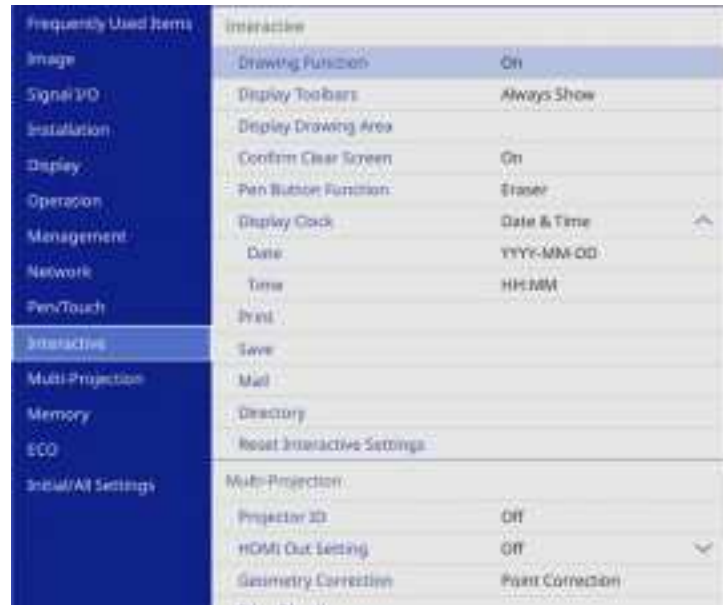 Frequently Used Items
Image
Signal I/O
Installation
Display
Operation
Management
Network
Pen/Touch
Interactive
Multi-Projection
Memory
ECO
Initial/All Settings
Interactive
Drawing Function On
Display Toolbars Always Show
Display Drawing Area
Confirm Clear Screen On
Pen Button Function Eraser
Display Clock Date & Time
Date YYYY-MM-DD
Time HH:MM
Print
Save
Mail
Directory
Reset Interactive Settings
Multi-Projection
Projector ID Off
HDMI Out Setting Off
Geometry Correction Point Correction